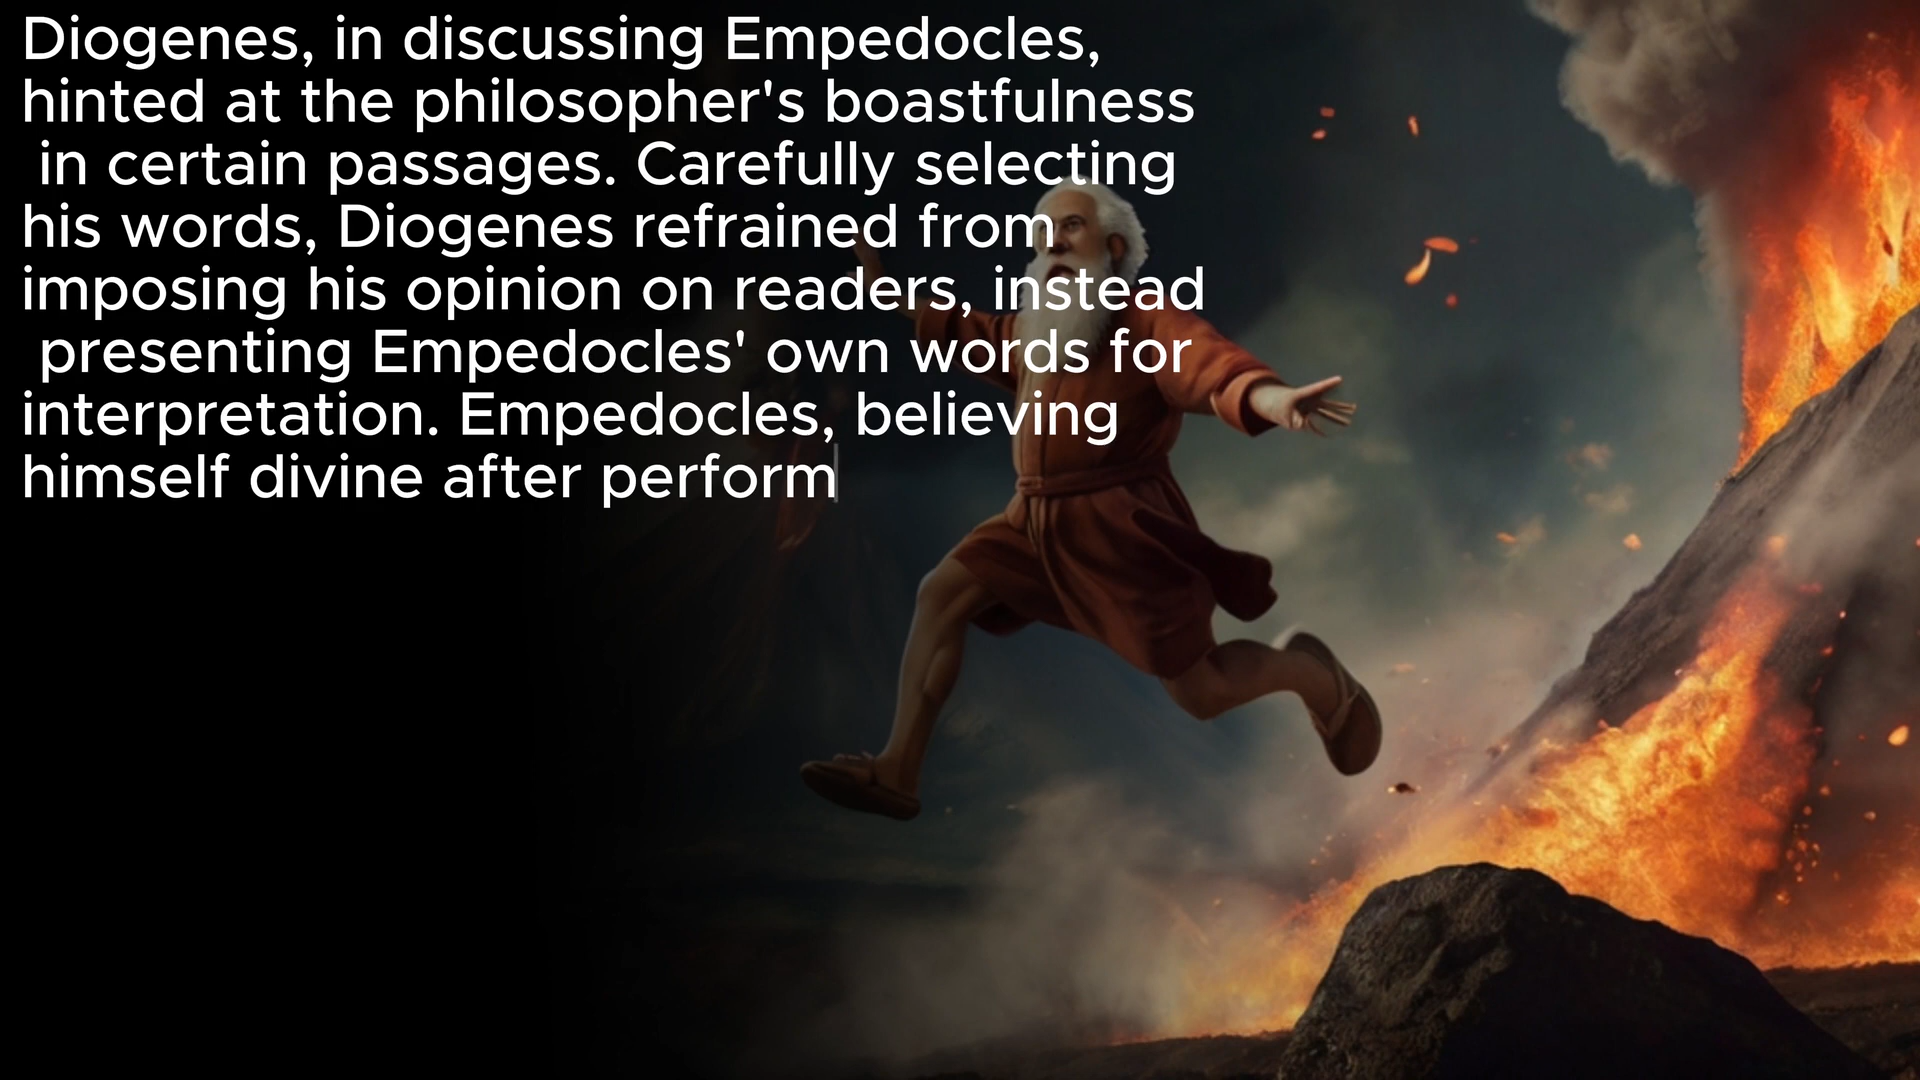 Diogenes, in discussing Empedocles,
hinted at the philosopher's boastfulness
in certain passages. Carefully selecting
his words, Diogenes refrained from
imposing his opinion on readers, instead
presenting Empedocles' own words for
interpretation. Empedocles, believing
himself divine after perform